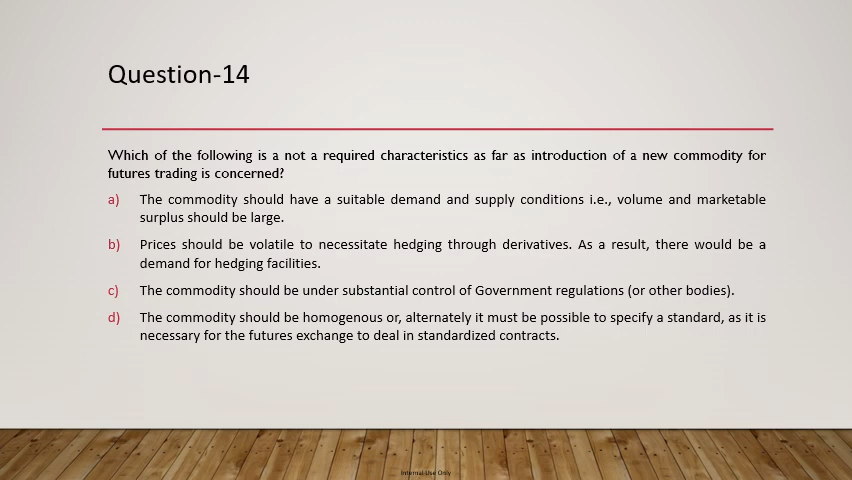 Question-14
Which of the following is a not a required characteristics as far as introduction of a new commodity for
futures trading is concerned?
a) The commodity should have a suitable demand and supply conditions i.e., volume and marketable
surplus should be large.
b) Prices should be volatile to necessitate hedging through derivatives. As a result, there would be a
demand for hedging facilities.
c) The commodity should be under substantial control of Government regulations (or other bodies).
d) The commodity should be homogenous or, alternately it must be possible to specify a standard, as it is
necessary for the futures exchange to deal in standardized contracts.
Internal Use Only